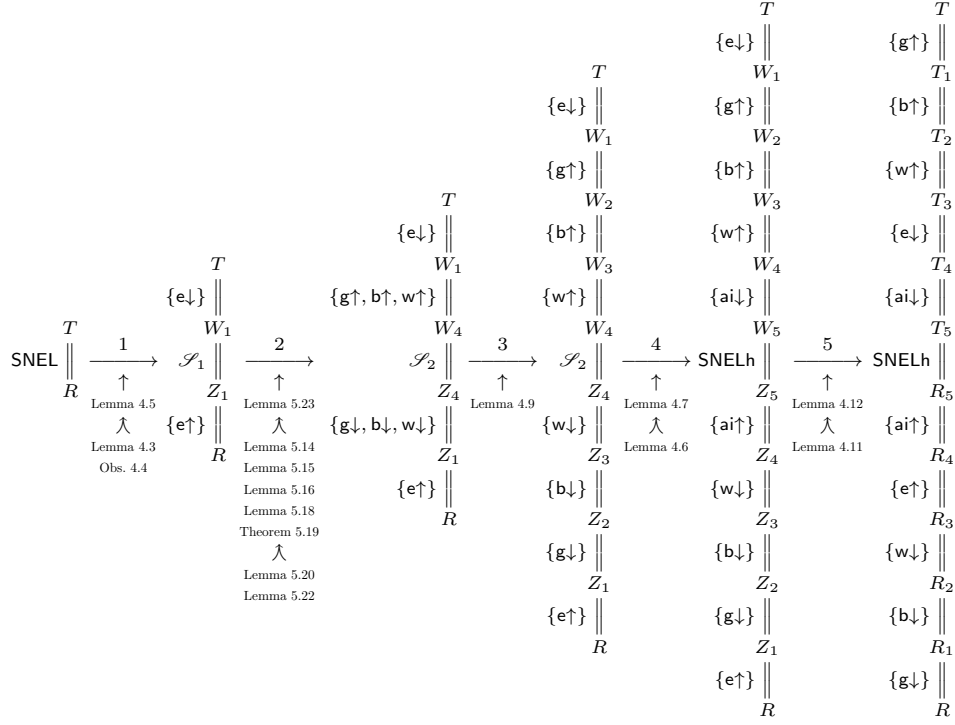 T
SNEL ∥
R
1
⟶
↑
Lemma 4.5
↑
Lemma 4.3
Obs. 4.4
T
{e↓} ∥
W₁
𝒮₁ ∥
Z₁
{e↑} ∥
R
2
⟶
↑
Lemma 5.23
↑
Lemma 5.14
Lemma 5.15
Lemma 5.16
Lemma 5.18
Theorem 5.19
↑
Lemma 5.20
Lemma 5.22
T
{e↓} ∥
W₁
{g↑, b↑, w↑} ∥
W₄
𝒮₂ ∥
Z₄
{g↓, b↓, w↓} ∥
Z₁
{e↑} ∥
R
3
⟶
↑
Lemma 4.9
T
{e↓} ∥
W₁
{g↑} ∥
W₂
{b↑} ∥
W₃
{w↑} ∥
W₄
𝒮₂ ∥
Z₄
{w↓} ∥
Z₃
{b↓} ∥
Z₂
{g↓} ∥
Z₁
{e↑} ∥
R
4
⟶
↑
Lemma 4.7
↑
Lemma 4.6
T
{e↓} ∥
W₁
{g↑} ∥
W₂
{b↑} ∥
W₃
{w↑} ∥
W₄
{ai↓} ∥
W₅
SNELh ∥
Z₅
{ai↑} ∥
Z₄
{w↓} ∥
Z₃
{b↓} ∥
Z₂
{g↓} ∥
Z₁
{e↑} ∥
R
5
⟶
↑
Lemma 4.12
↑
Lemma 4.11
T
{g↑} ∥
T₁
{b↑} ∥
T₂
{w↑} ∥
T₃
{e↓} ∥
T₄
{ai↓} ∥
T₅
SNELh ∥
R₅
{ai↑} ∥
R₄
{e↑} ∥
R₃
{w↓} ∥
R₂
{b↓} ∥
R₁
{g↓} ∥
R